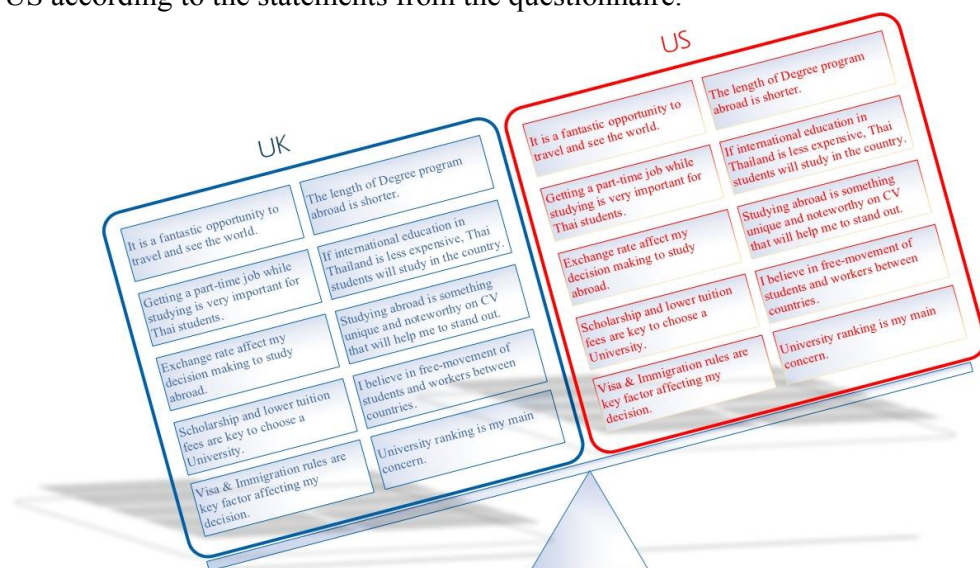 US according to the statements from the questionnaire.
UK
It is a fantastic opportunity to
travel and see the world.
The length of Degree program
abroad is shorter.
Getting a part-time job while
studying is very important for
Thai students.
If international education in
Thailand is less expensive, Thai
students will study in the country.
Exchange rate affect my
decision making to study
abroad.
Studying abroad is something
unique and noteworthy on CV
that will help me to stand out.
Scholarship and lower tuition
fees are key to choose a
University.
I believe in free-movement of
students and workers between
countries.
Visa & Immigration rules are
key factor affecting my
decision.
University ranking is my main
concern.
US
It is a fantastic opportunity to
travel and see the world.
The length of Degree program
abroad is shorter.
Getting a part-time job while
studying is very important for
Thai students.
If international education in
Thailand is less expensive, Thai
students will study in the country.
Exchange rate affect my
decision making to study
abroad.
Studying abroad is something
unique and noteworthy on CV
that will help me to stand out.
Scholarship and lower tuition
fees are key to choose a
University.
I believe in free-movement of
students and workers between
countries.
Visa & Immigration rules are
key factor affecting my
decision.
University ranking is my main
concern.